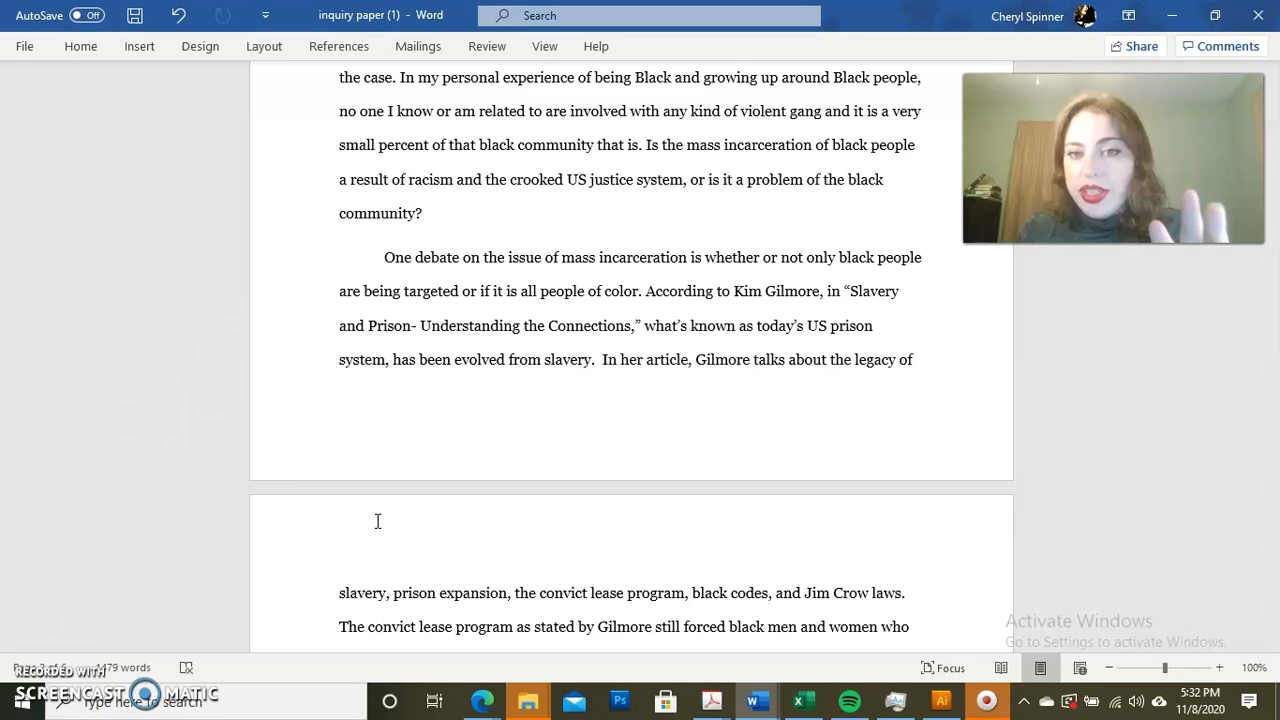 AutoSave Off inquiry paper (1) - Word Search Cheryl Spinner
File Home Insert Design Layout References Mailings Review View Help Share Comments
the case. In my personal experience of being Black and growing up around Black people,
no one I know or am related to are involved with any kind of violent gang and it is a very
small percent of that black community that is. Is the mass incarceration of black people
a result of racism and the crooked US justice system, or is it a problem of the black
community?
One debate on the issue of mass incarceration is whether or not only black people
are being targeted or if it is all people of color. According to Kim Gilmore, in “Slavery
and Prison- Understanding the Connections,” what’s known as today’s US prison
system, has been evolved from slavery.  In her article, Gilmore talks about the legacy of
slavery, prison expansion, the convict lease program, black codes, and Jim Crow laws.
The convict lease program as stated by Gilmore still forced black men and women who
Activate Windows
Go to Settings to activate Windows.
words Focus 100%
RECORDED WITH
SCREENCAST MATIC
Type here to search
5:32 PM
11/8/2020